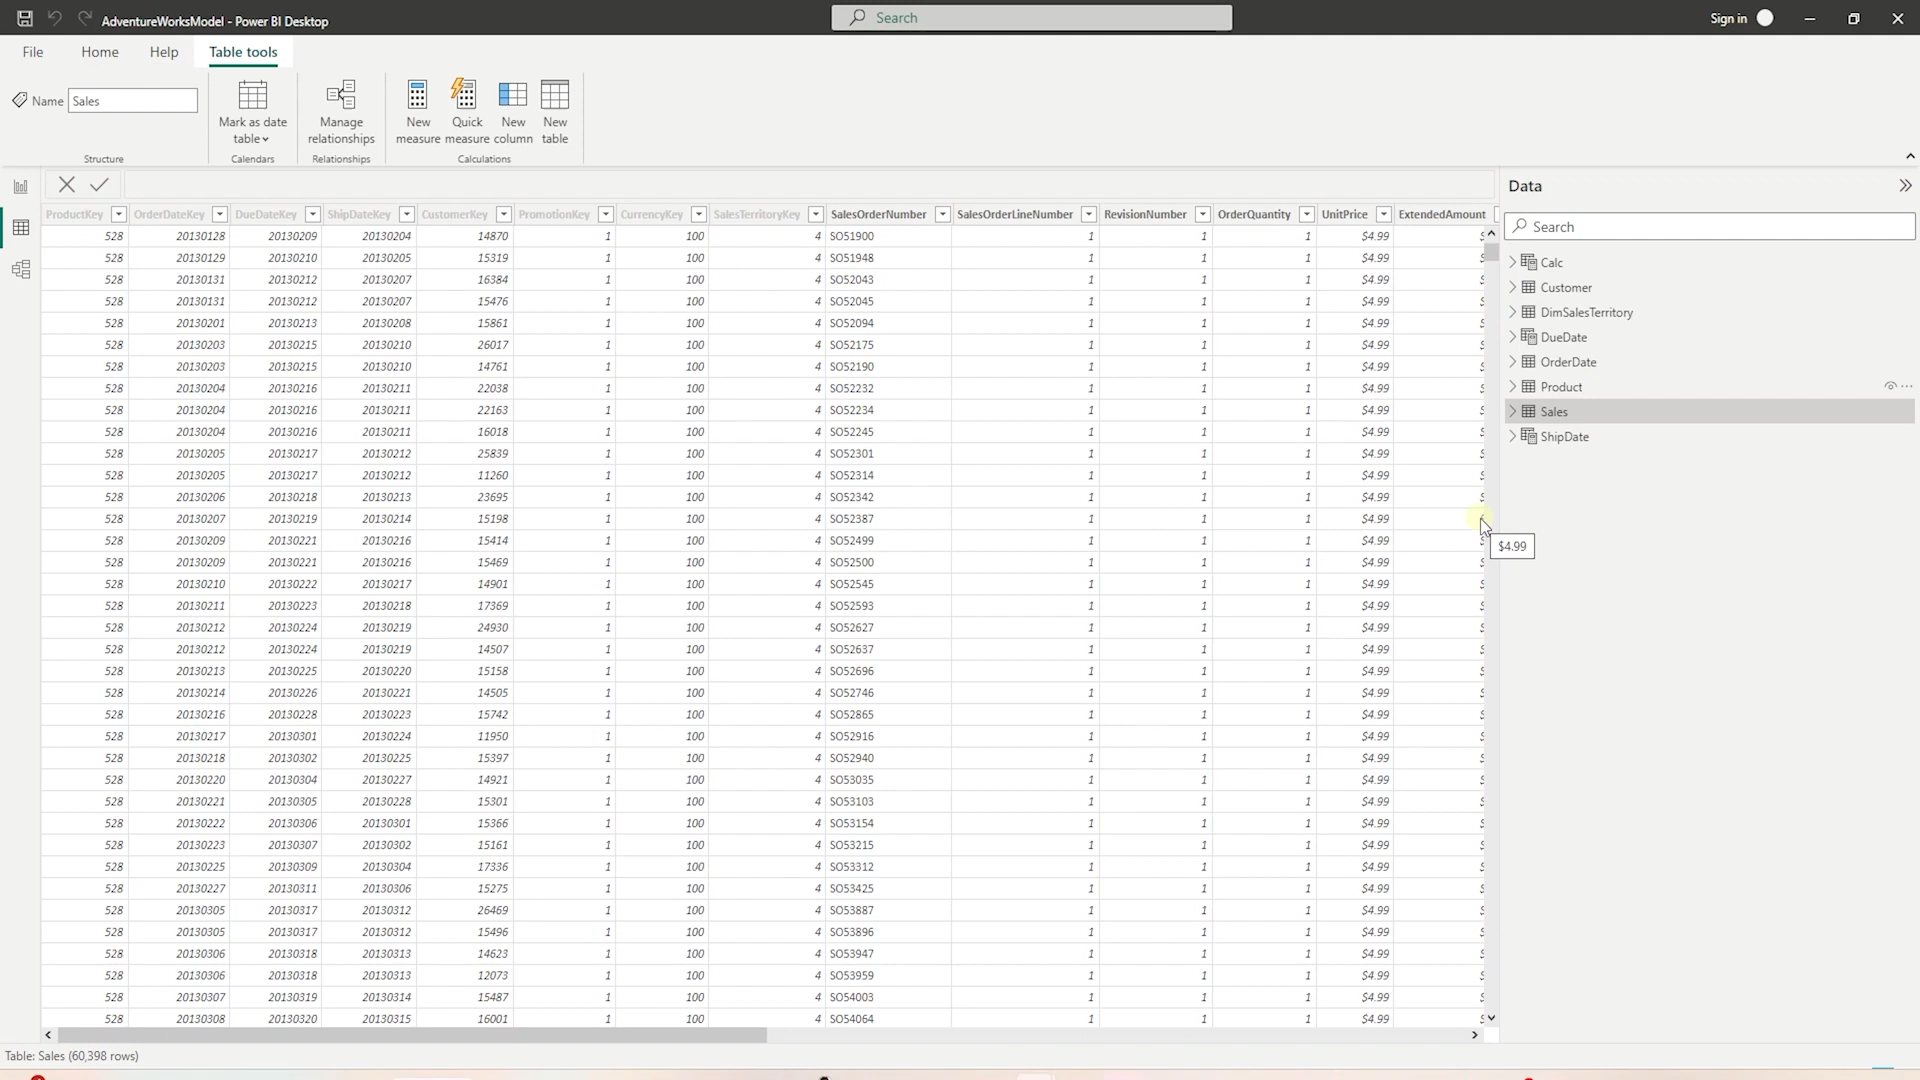 AdventureWorksModel - Power BI Desktop
Search
Sign in
File Home Help Table tools
Name Sales
Mark as date table
Manage relationships
New measure
Quick measure
New column
New table
Structure Calendars Relationships Calculations
ProductKey OrderDateKey DueDateKey ShipDateKey CustomerKey PromotionKey CurrencyKey SalesTerritoryKey SalesOrderNumber SalesOrderLineNumber RevisionNumber OrderQuantity UnitPrice ExtendedAmount
528 20130128 20130209 20130204 14870 1 100 4 SO51900 1 1 1 $4.99
528 20130129 20130210 20130205 15319 1 100 4 SO51948 1 1 1 $4.99
528 20130131 20130212 20130207 16384 1 100 4 SO52043 1 1 1 $4.99
528 20130131 20130212 20130207 15476 1 100 4 SO52045 1 1 1 $4.99
528 20130201 20130213 20130208 15861 1 100 4 SO52094 1 1 1 $4.99
528 20130203 20130215 20130210 26017 1 100 4 SO52175 1 1 1 $4.99
528 20130203 20130215 20130210 14761 1 100 4 SO52190 1 1 1 $4.99
528 20130204 20130216 20130211 22038 1 100 4 SO52232 1 1 1 $4.99
528 20130204 20130216 20130211 22163 1 100 4 SO52234 1 1 1 $4.99
528 20130204 20130216 20130211 16018 1 100 4 SO52245 1 1 1 $4.99
528 20130205 20130217 20130212 25839 1 100 4 SO52301 1 1 1 $4.99
528 20130205 20130217 20130212 11260 1 100 4 SO52314 1 1 1 $4.99
528 20130206 20130218 20130213 23695 1 100 4 SO52342 1 1 1 $4.99
528 20130207 20130219 20130214 15198 1 100 4 SO52387 1 1 1 $4.99
528 20130209 20130221 20130216 15414 1 100 4 SO52499 1 1 1 $4.99
528 20130209 20130221 20130216 15469 1 100 4 SO52500 1 1 1 $4.99
528 20130210 20130222 20130217 14901 1 100 4 SO52545 1 1 1 $4.99
528 20130211 20130223 20130218 17369 1 100 4 SO52593 1 1 1 $4.99
528 20130212 20130224 20130219 24930 1 100 4 SO52627 1 1 1 $4.99
528 20130212 20130224 20130219 14507 1 100 4 SO52637 1 1 1 $4.99
528 20130213 20130225 20130220 15158 1 100 4 SO52696 1 1 1 $4.99
528 20130214 20130226 20130221 14505 1 100 4 SO52746 1 1 1 $4.99
528 20130216 20130228 20130223 15742 1 100 4 SO52865 1 1 1 $4.99
528 20130217 20130301 20130224 11950 1 100 4 SO52916 1 1 1 $4.99
528 20130218 20130302 20130225 15397 1 100 4 SO52940 1 1 1 $4.99
528 20130220 20130304 20130227 14921 1 100 4 SO53035 1 1 1 $4.99
528 20130221 20130305 20130228 15301 1 100 4 SO53103 1 1 1 $4.99
528 20130222 20130306 20130301 15366 1 100 4 SO53154 1 1 1 $4.99
528 20130223 20130307 20130302 15161 1 100 4 SO53215 1 1 1 $4.99
528 20130225 20130309 20130304 17336 1 100 4 SO53312 1 1 1 $4.99
528 20130227 20130311 20130306 15275 1 100 4 SO53425 1 1 1 $4.99
528 20130305 20130317 20130312 26469 1 100 4 SO53887 1 1 1 $4.99
528 20130305 20130317 20130312 15496 1 100 4 SO53896 1 1 1 $4.99
528 20130306 20130318 20130313 14623 1 100 4 SO53947 1 1 1 $4.99
528 20130306 20130318 20130313 12073 1 100 4 SO53959 1 1 1 $4.99
528 20130307 20130319 20130314 15487 1 100 4 SO54003 1 1 1 $4.99
528 20130308 20130320 20130315 16001 1 100 4 SO54064 1 1 1 $4.99
$4.99
Data
Search
Calc
Customer
DimSalesTerritory
DueDate
OrderDate
Product
Sales
ShipDate
Table: Sales (60,398 rows)